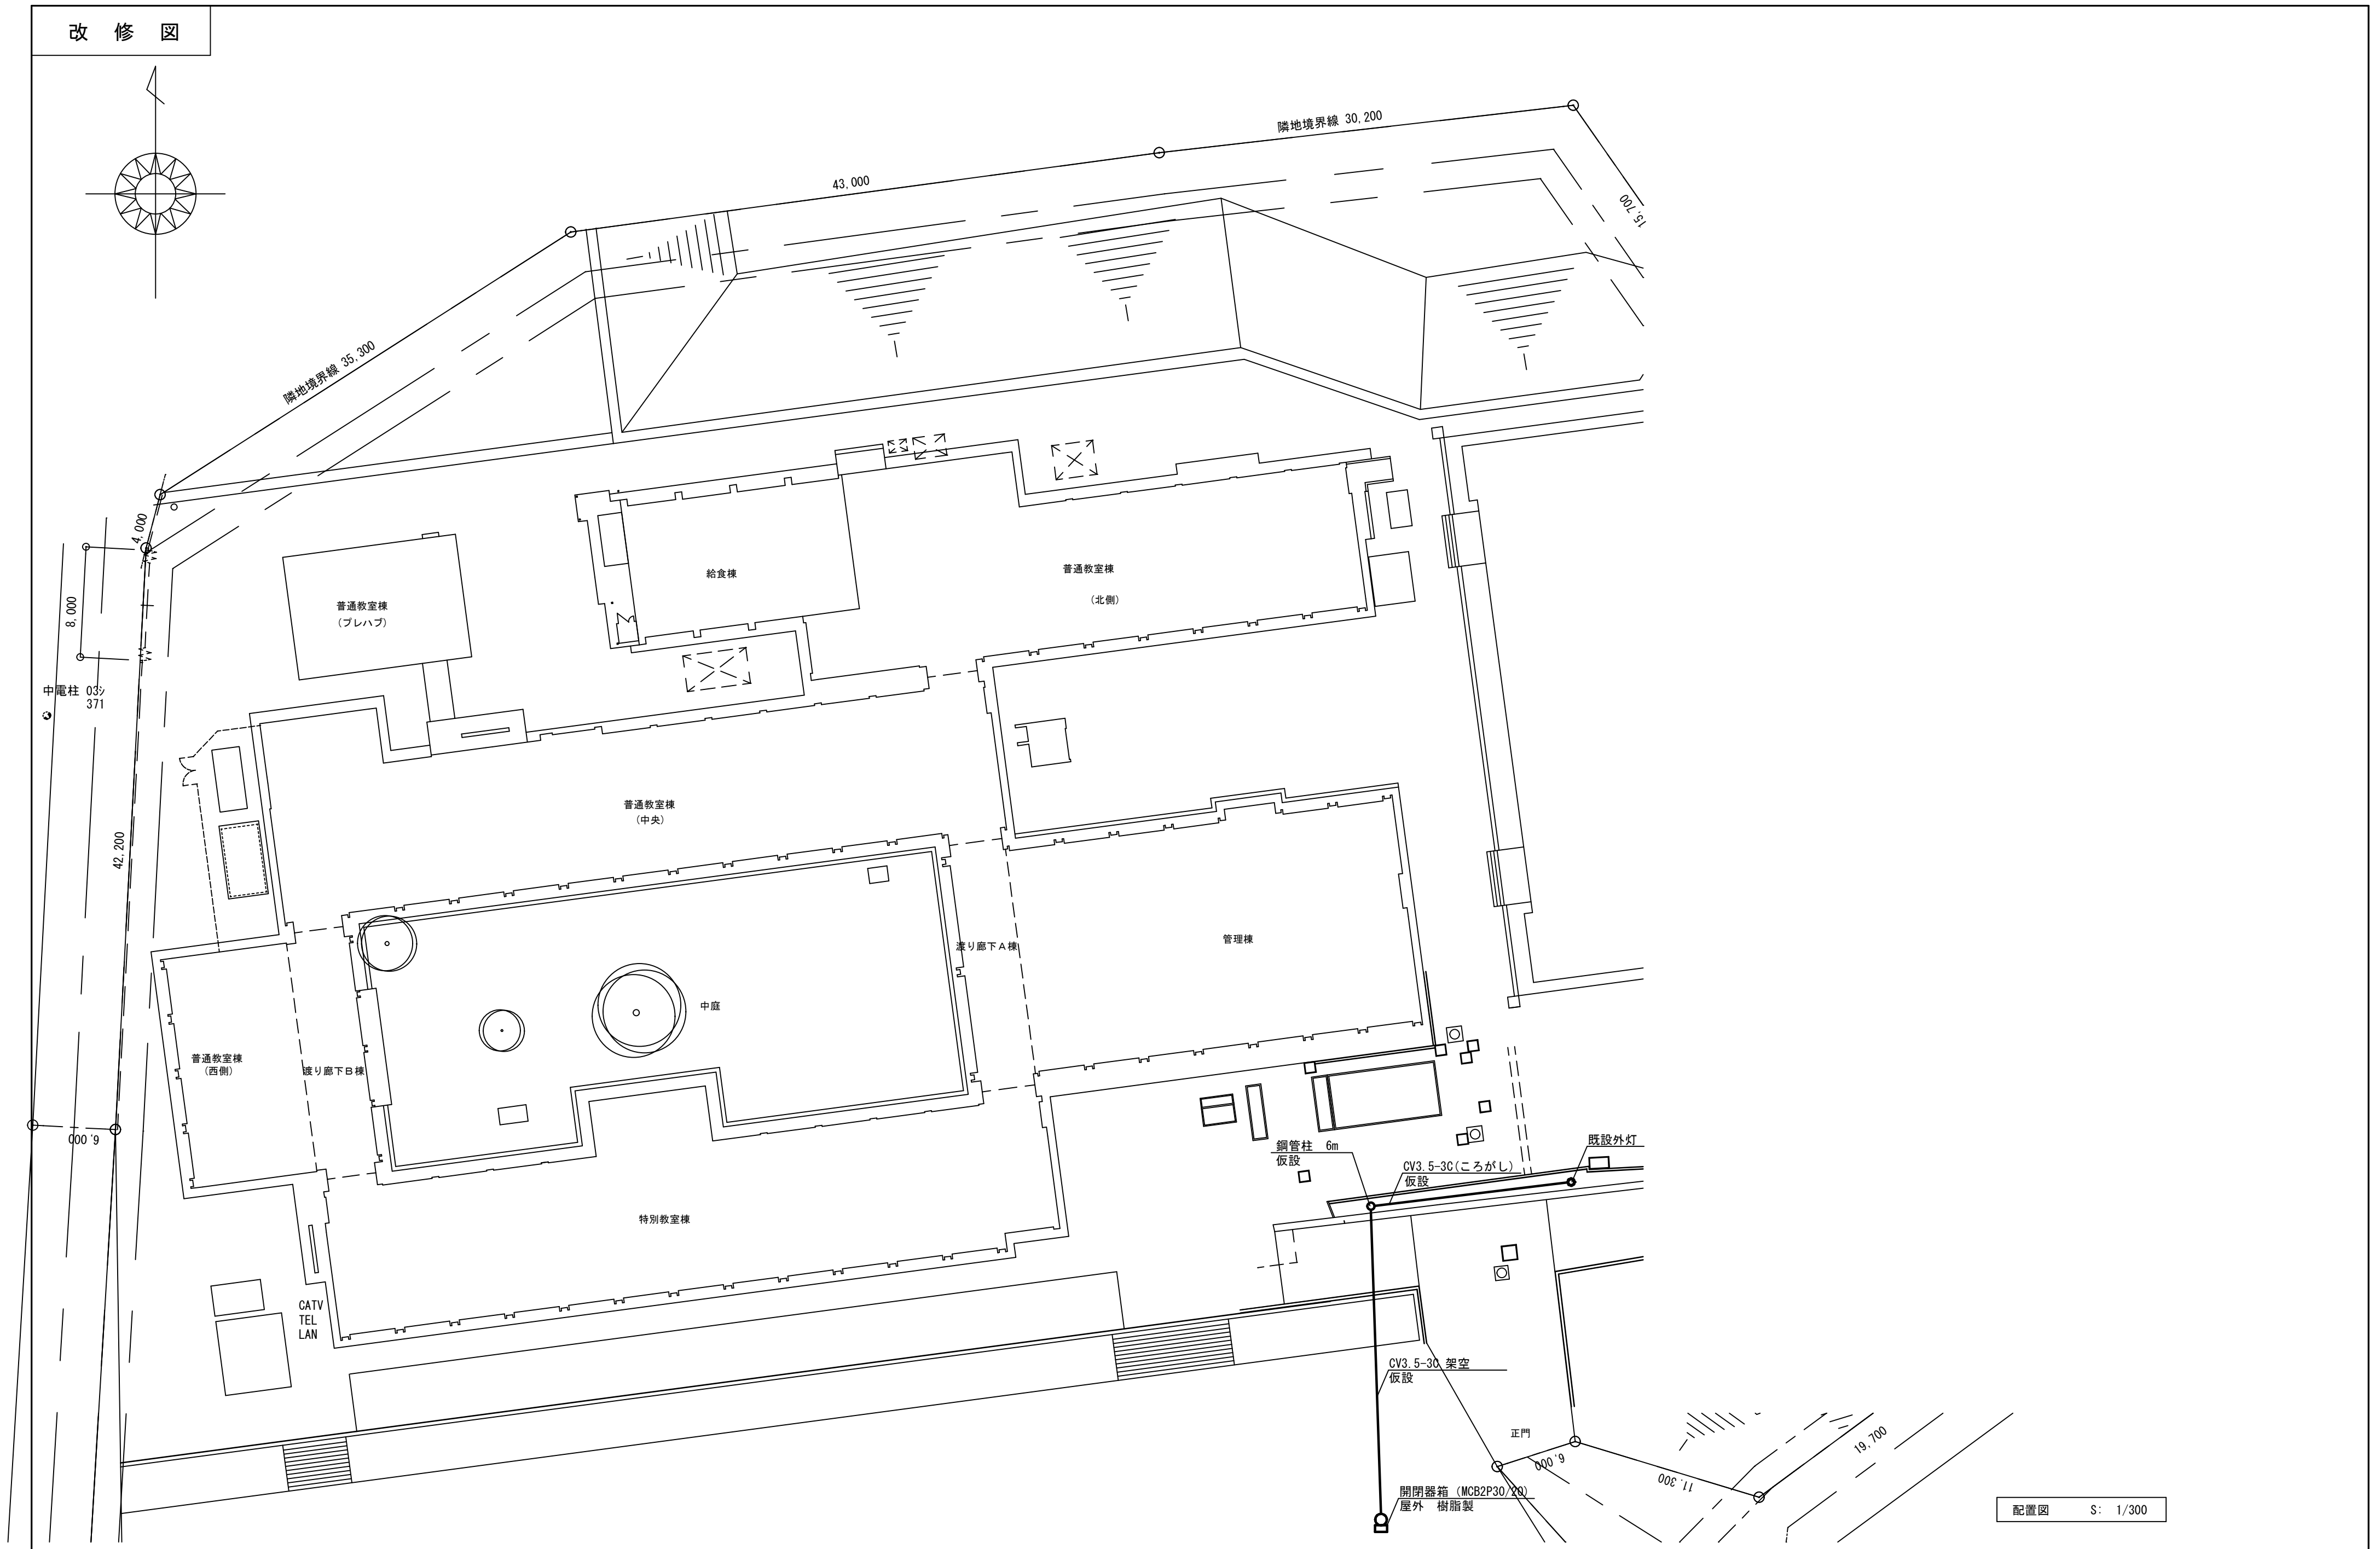 改 修 図
隣地境界線 30,200
43,000
15,700
隣地境界線 35,300
4,000
8,000
給食棟
普通教室棟
(北側)
普通教室棟
(プレハブ)
中電柱 03ｼ
371
普通教室棟
(中央)
42,200
渡り廊下A棟
管理棟
中庭
普通教室棟
(西側)
渡り廊下B棟
6,000
鋼管柱 6m
仮設
既設外灯
CV3.5-3C(ころがし)
仮設
特別教室棟
CATV
TEL
LAN
CV3.5-3C 架空
仮設
正門
6,000
11,300
19,700
開閉器箱 (MCB2P30/20)
屋外 樹脂製
配置図 S: 1/300